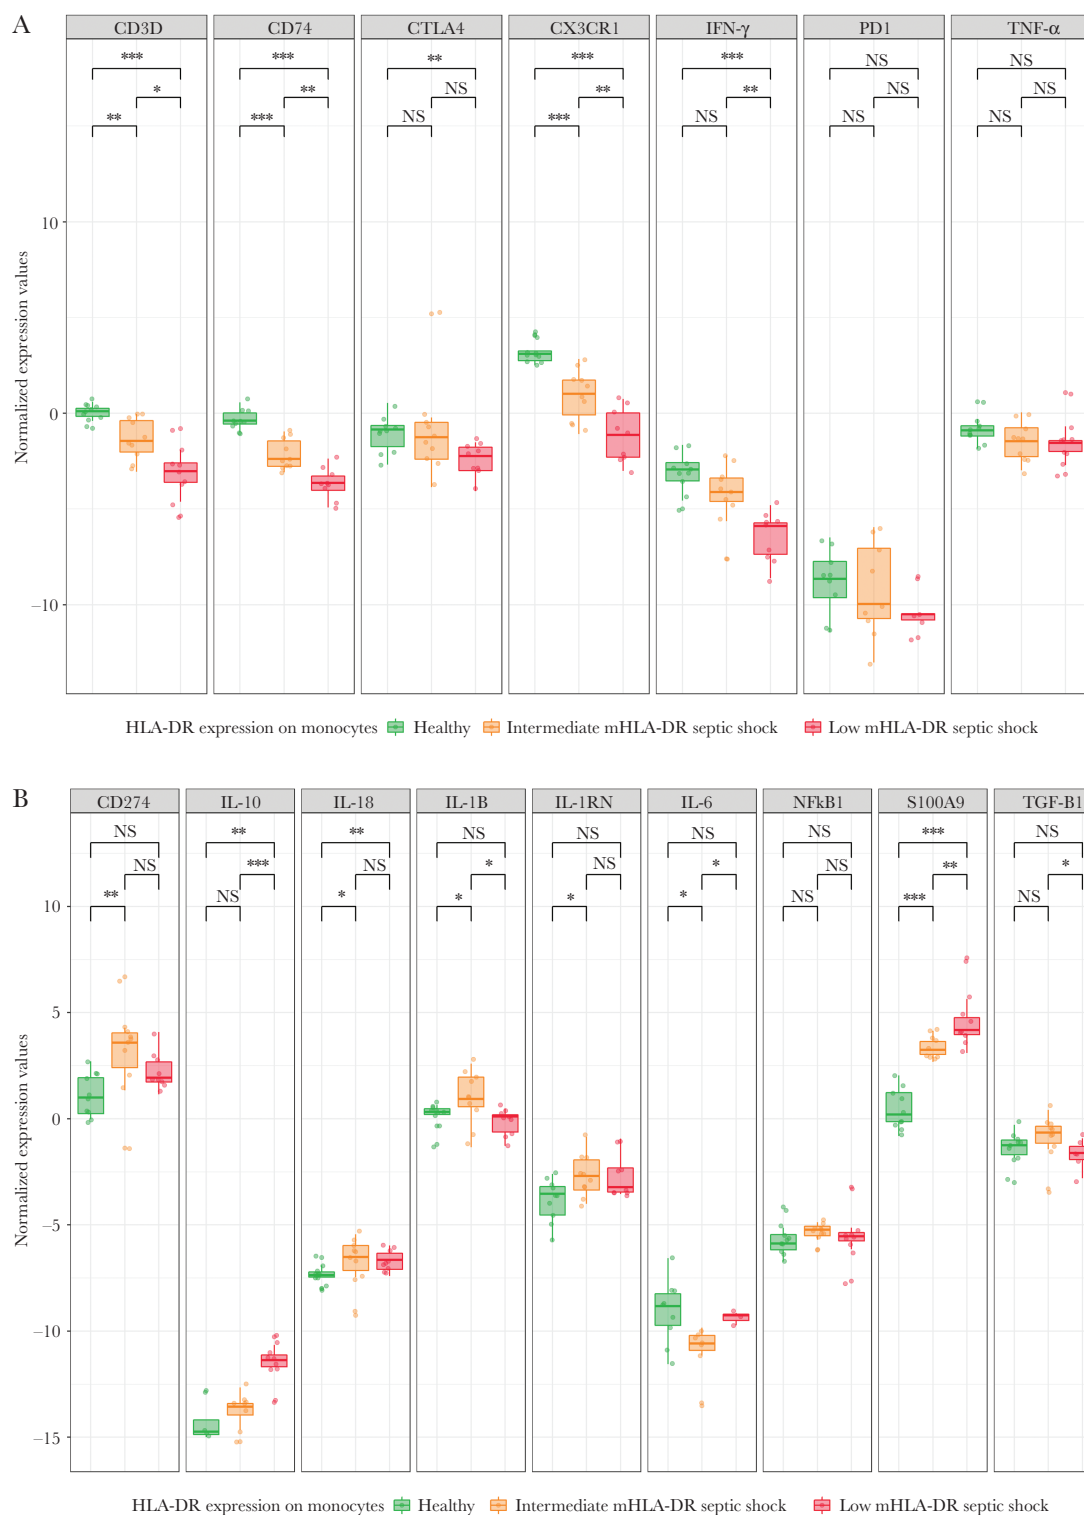 A
CD3D CD74 CTLA4 CX3CR1 IFN-γ PD1 TNF-α
*** *** ** *** *** NS NS
* ** NS ** ** NS NS
** *** NS *** NS NS NS
10
0
−10
Normalized expression values
HLA-DR expression on monocytes Healthy Intermediate mHLA-DR septic shock Low mHLA-DR septic shock
B
CD274 IL-10 IL-18 IL-1B IL-1RN IL-6 NFkB1 S100A9 TGF-B1
NS ** ** NS NS NS NS *** NS
NS *** NS * NS * NS ** *
** NS * * * * NS *** NS
10
5
0
−5
−10
−15
Normalized expression values
HLA-DR expression on monocytes Healthy Intermediate mHLA-DR septic shock Low mHLA-DR septic shock